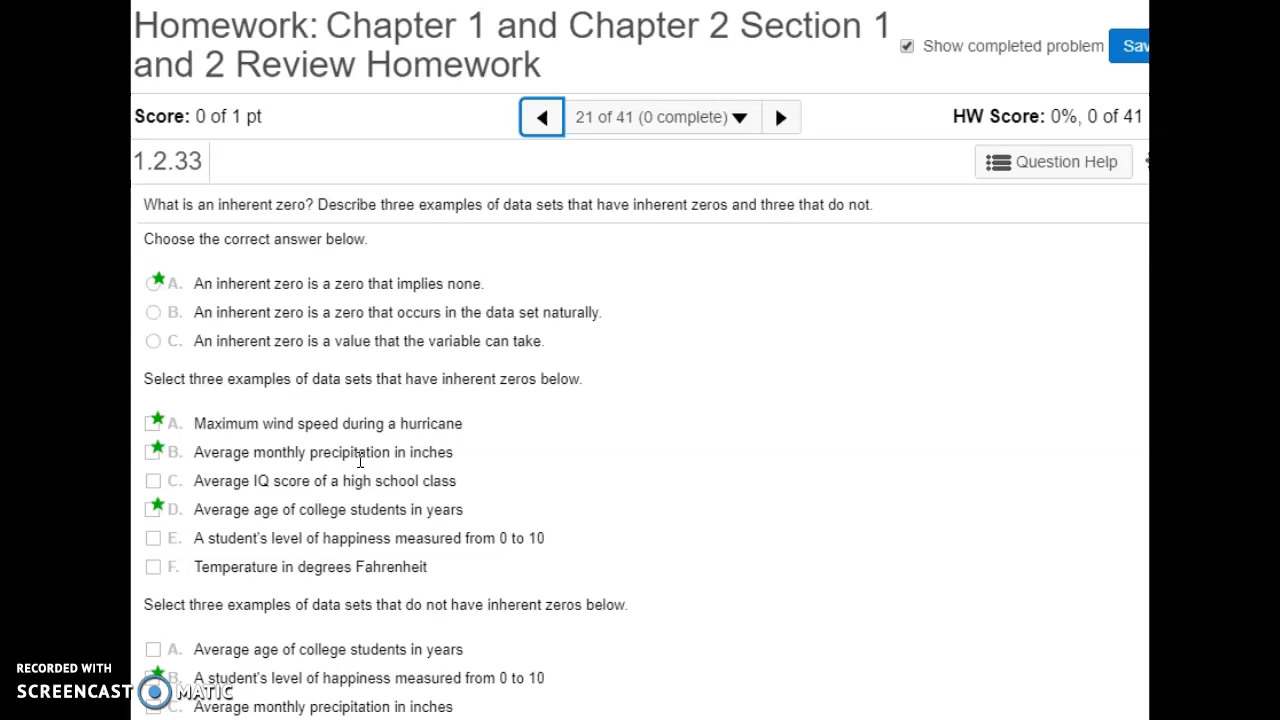 Homework: Chapter 1 and Chapter 2 Section 1
and 2 Review Homework
Show completed problem
Sav
Score: 0 of 1 pt
21 of 41 (0 complete)
HW Score: 0%, 0 of 41
1.2.33
Question Help
What is an inherent zero? Describe three examples of data sets that have inherent zeros and three that do not.
Choose the correct answer below.
A. An inherent zero is a zero that implies none.
B. An inherent zero is a zero that occurs in the data set naturally.
C. An inherent zero is a value that the variable can take.
Select three examples of data sets that have inherent zeros below.
A. Maximum wind speed during a hurricane
B. Average monthly precipitation in inches
C. Average IQ score of a high school class
D. Average age of college students in years
E. A student's level of happiness measured from 0 to 10
F. Temperature in degrees Fahrenheit
Select three examples of data sets that do not have inherent zeros below.
A. Average age of college students in years
B. A student's level of happiness measured from 0 to 10
C. Average monthly precipitation in inches
RECORDED WITH
SCREENCAST MATIC